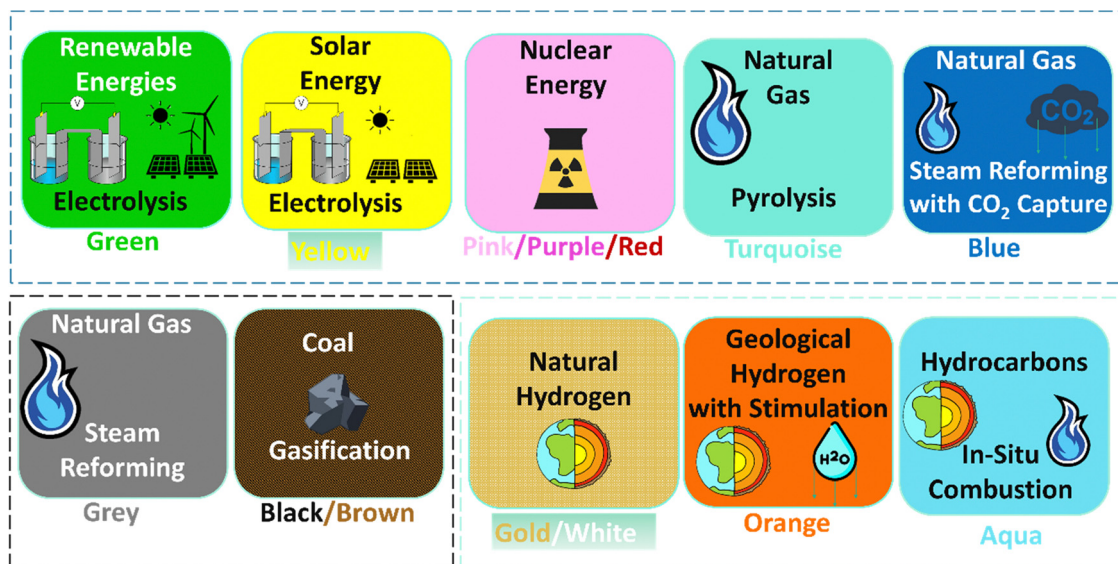 Renewable
Energies
V
Electrolysis
Green
Solar
Energy
V
Electrolysis
Yellow
Nuclear
Energy
Pink/Purple/Red
Natural
Gas
Pyrolysis
Turquoise
Natural Gas
CO₂
Steam Reforming
with CO₂ Capture
Blue
Natural Gas
Steam
Reforming
Grey
Coal
Gasification
Black/Brown
Natural
Hydrogen
Gold/White
Geological
Hydrogen
with Stimulation
H²O
Orange
Hydrocarbons
In-Situ
Combustion
Aqua